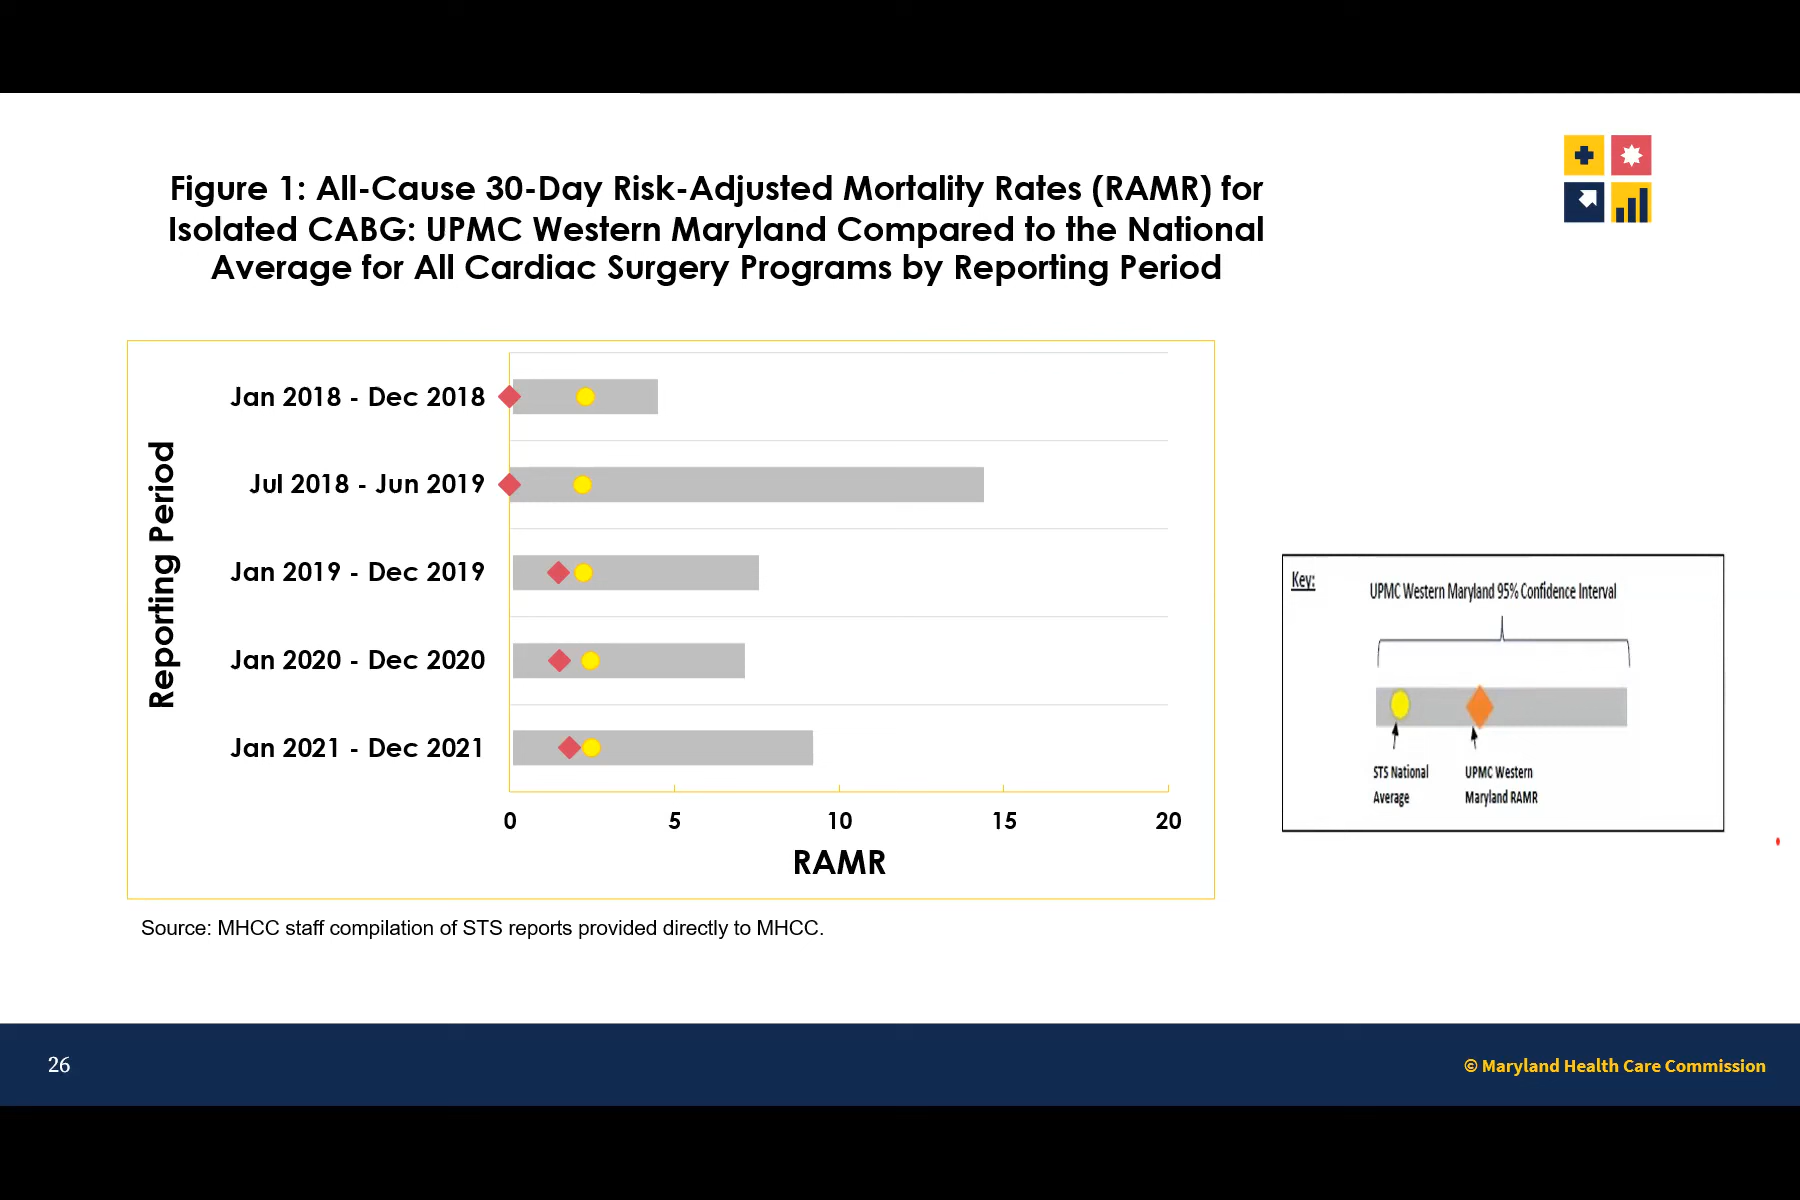 Figure 1: All-Cause 30-Day Risk-Adjusted Mortality Rates (RAMR) for
Isolated CABG: UPMC Western Maryland Compared to the National
Average for All Cardiac Surgery Programs by Reporting Period
Reporting Period
Jan 2018 - Dec 2018
Jul 2018 - Jun 2019
Jan 2019 - Dec 2019
Jan 2020 - Dec 2020
Jan 2021 - Dec 2021
0 5 10 15 20
RAMR
Key:
UPMC Western Maryland 95% Confidence Interval
STS National
Average
UPMC Western
Maryland RAMR
Source: MHCC staff compilation of STS reports provided directly to MHCC.
26
© Maryland Health Care Commission